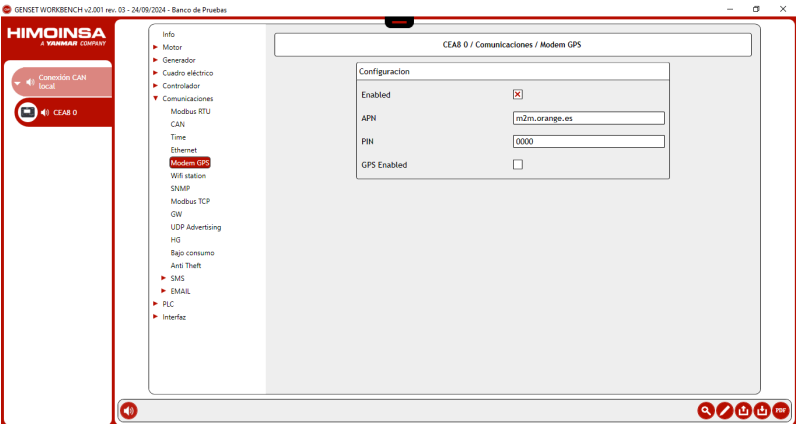 GENSET WORKBENCH v2.001 rev. 03 - 24/09/2024 - Banco de Pruebas
HIMOINSA
A YANMAR COMPANY
Conexión CAN
local
CEA8 0
Info
Motor
Generador
Cuadro eléctrico
Controlador
Comunicaciones
Modbus RTU
CAN
Time
Ethernet
Modem GPS
Wifi station
SNMP
Modbus TCP
GW
UDP Advertising
HG
Bajo consumo
Anti Theft
SMS
EMAIL
PLC
Interfaz
CEA8 0 / Comunicaciones / Modem GPS
Configuracion
Enabled
APN m2m.orange.es
PIN 0000
GPS Enabled
PDF